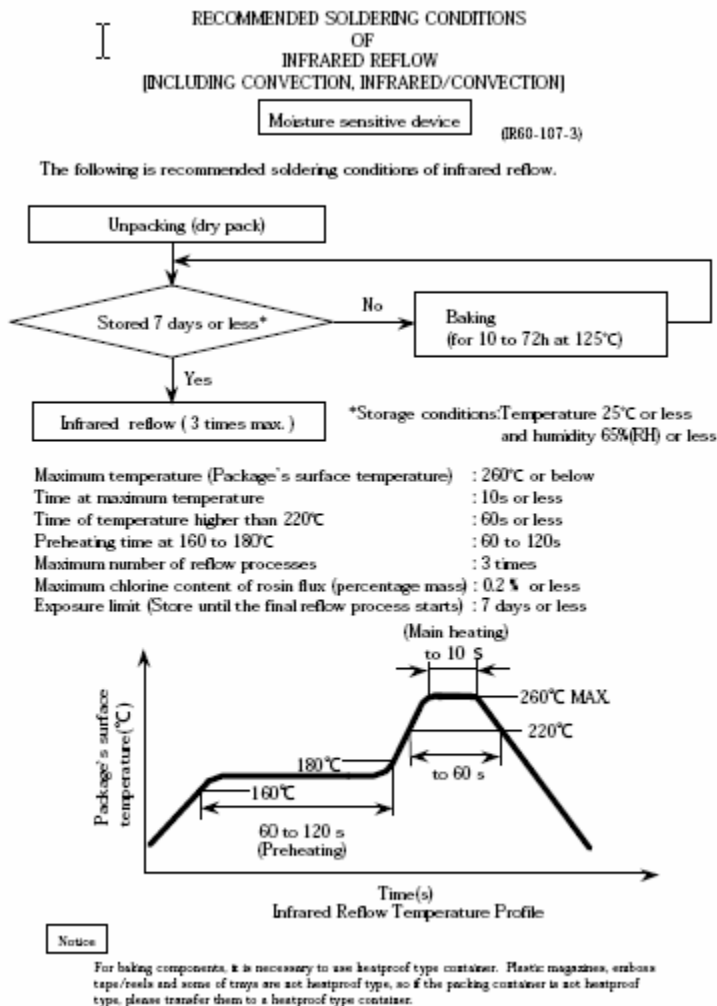 RECOMMENDED SOLDERING CONDITIONS
OF
INFRARED REFLOW
[INCLUDING CONVECTION, INFRARED/CONVECTION]
Moisture sensitive device
(IR60-107-3)
The following is recommended soldering conditions of infrared reflow.
Unpacking (dry pack)
Stored 7 days or less*
No
Baking
(for 10 to 72h at 125℃)
Yes
Infrared reflow ( 3 times max. )
*Storage conditions:Temperature 25℃ or less
and humidity 65%(RH) or less
Maximum temperature (Package's surface temperature) : 260℃ or below
Time at maximum temperature : 10s or less
Time of temperature higher than 220℃ : 60s or less
Preheating time at 160 to 180℃ : 60 to 120s
Maximum number of reflow processes : 3 times
Maximum chlorine content of rosin flux (percentage mass) : 0.2 % or less
Exposure limit (Store until the final reflow process starts) : 7 days or less
(Main heating)
to 10 S
260℃ MAX.
220℃
Package's surface
temperature(℃)
180℃
to 60 s
160℃
60 to 120 s
(Preheating)
Time(s)
Infrared Reflow Temperature Profile
Notice
For baking components, it is necessary to use heatproof type container. Plastic magazines, emboss
tape/reels and some of trays are not heatproof type, so if the packing container is not heatproof
type, please transfer them to a heatproof type container.